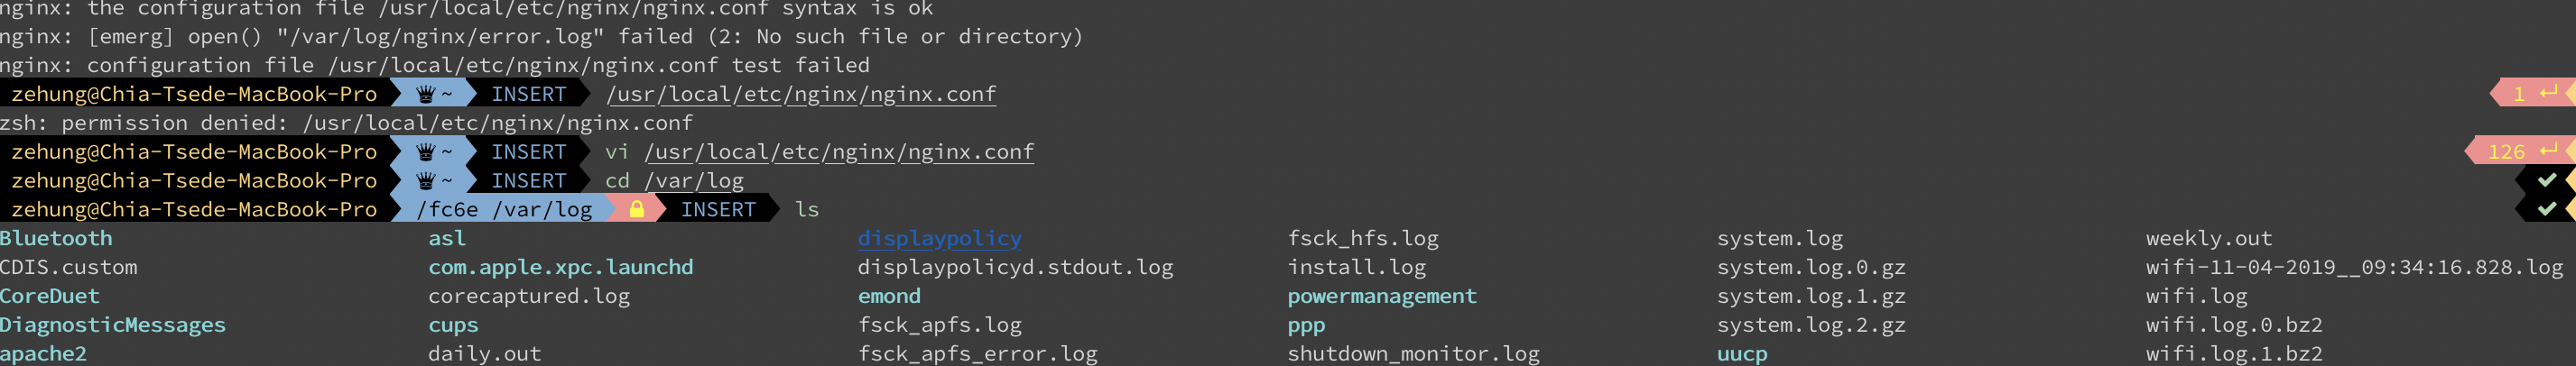 nginx: the configuration file /usr/local/etc/nginx/nginx.conf syntax is ok
nginx: [emerg] open() "/var/log/nginx/error.log" failed (2: No such file or directory)
nginx: configuration file /usr/local/etc/nginx/nginx.conf test failed
zehung@Chia-Tsede-MacBook-Pro ~ INSERT /usr/local/etc/nginx/nginx.conf 1 ↵
zsh: permission denied: /usr/local/etc/nginx/nginx.conf
zehung@Chia-Tsede-MacBook-Pro ~ INSERT vi /usr/local/etc/nginx/nginx.conf 126 ↵
zehung@Chia-Tsede-MacBook-Pro ~ INSERT cd /var/log ✔
zehung@Chia-Tsede-MacBook-Pro /fc6e /var/log INSERT ls ✔
Bluetooth asl displaypolicy fsck_hfs.log system.log weekly.out
CDIS.custom com.apple.xpc.launchd displaypolicyd.stdout.log install.log system.log.0.gz wifi-11-04-2019__09:34:16.828.log
CoreDuet corecaptured.log emond powermanagement system.log.1.gz wifi.log
DiagnosticMessages cups fsck_apfs.log ppp system.log.2.gz wifi.log.0.bz2
apache2 daily.out fsck_apfs_error.log shutdown_monitor.log uucp wifi.log.1.bz2